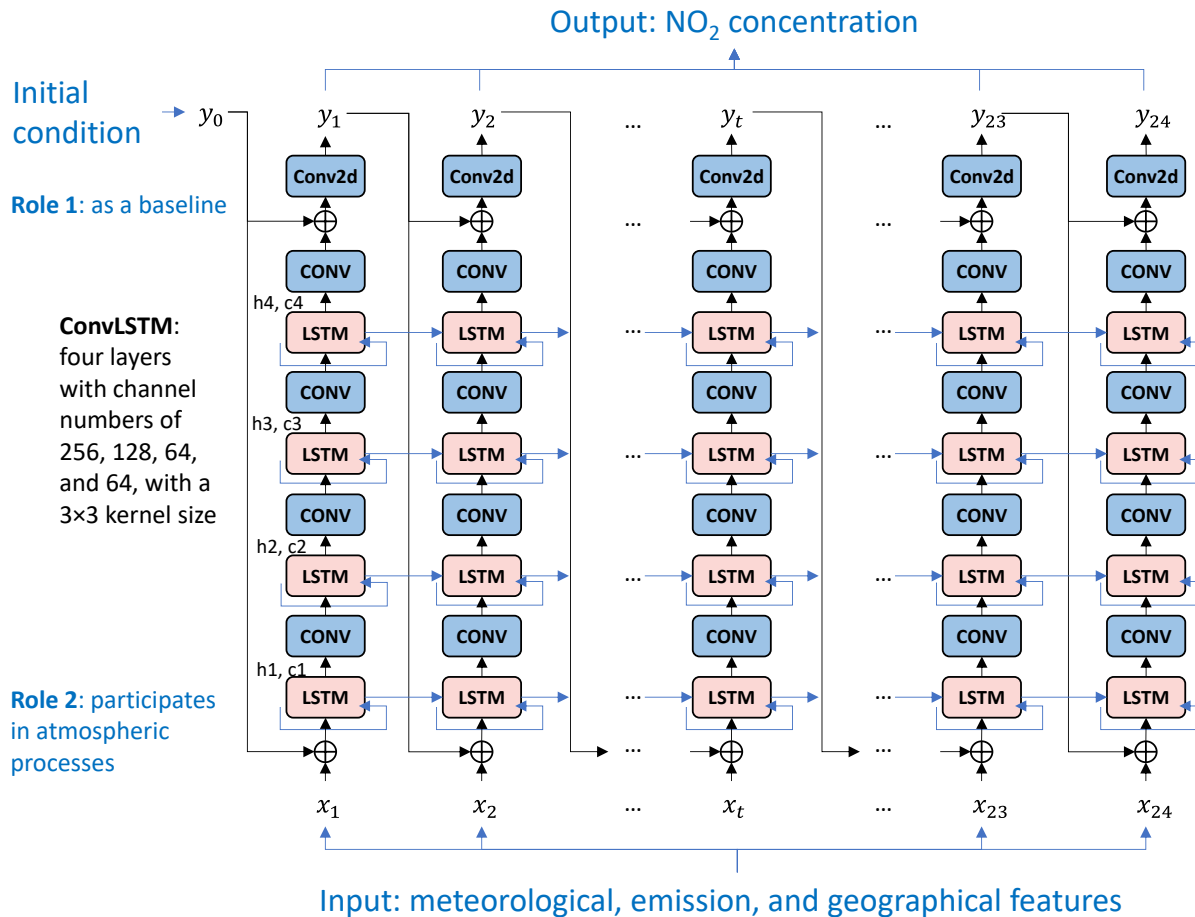 Output: NO₂ concentration
Initial
condition
y₀ y₁ y₂ ... yₜ ... y₂₃ y₂₄
Conv2d Conv2d Conv2d Conv2d Conv2d
Role 1: as a baseline
... ...
CONV CONV CONV CONV CONV
h4, c4
LSTM LSTM ... LSTM ... LSTM LSTM
ConvLSTM:
four layers
with channel
numbers of
256, 128, 64,
and 64, with a
3×3 kernel size
CONV CONV CONV CONV CONV
h3, c3
LSTM LSTM ... LSTM ... LSTM LSTM
CONV CONV CONV CONV CONV
h2, c2
LSTM LSTM ... LSTM ... LSTM LSTM
CONV CONV CONV CONV CONV
h1, c1
LSTM LSTM ... LSTM ... LSTM LSTM
Role 2: participates
in atmospheric
processes
... ...
x₁ x₂ ... xₜ ... x₂₃ x₂₄
Input: meteorological, emission, and geographical features